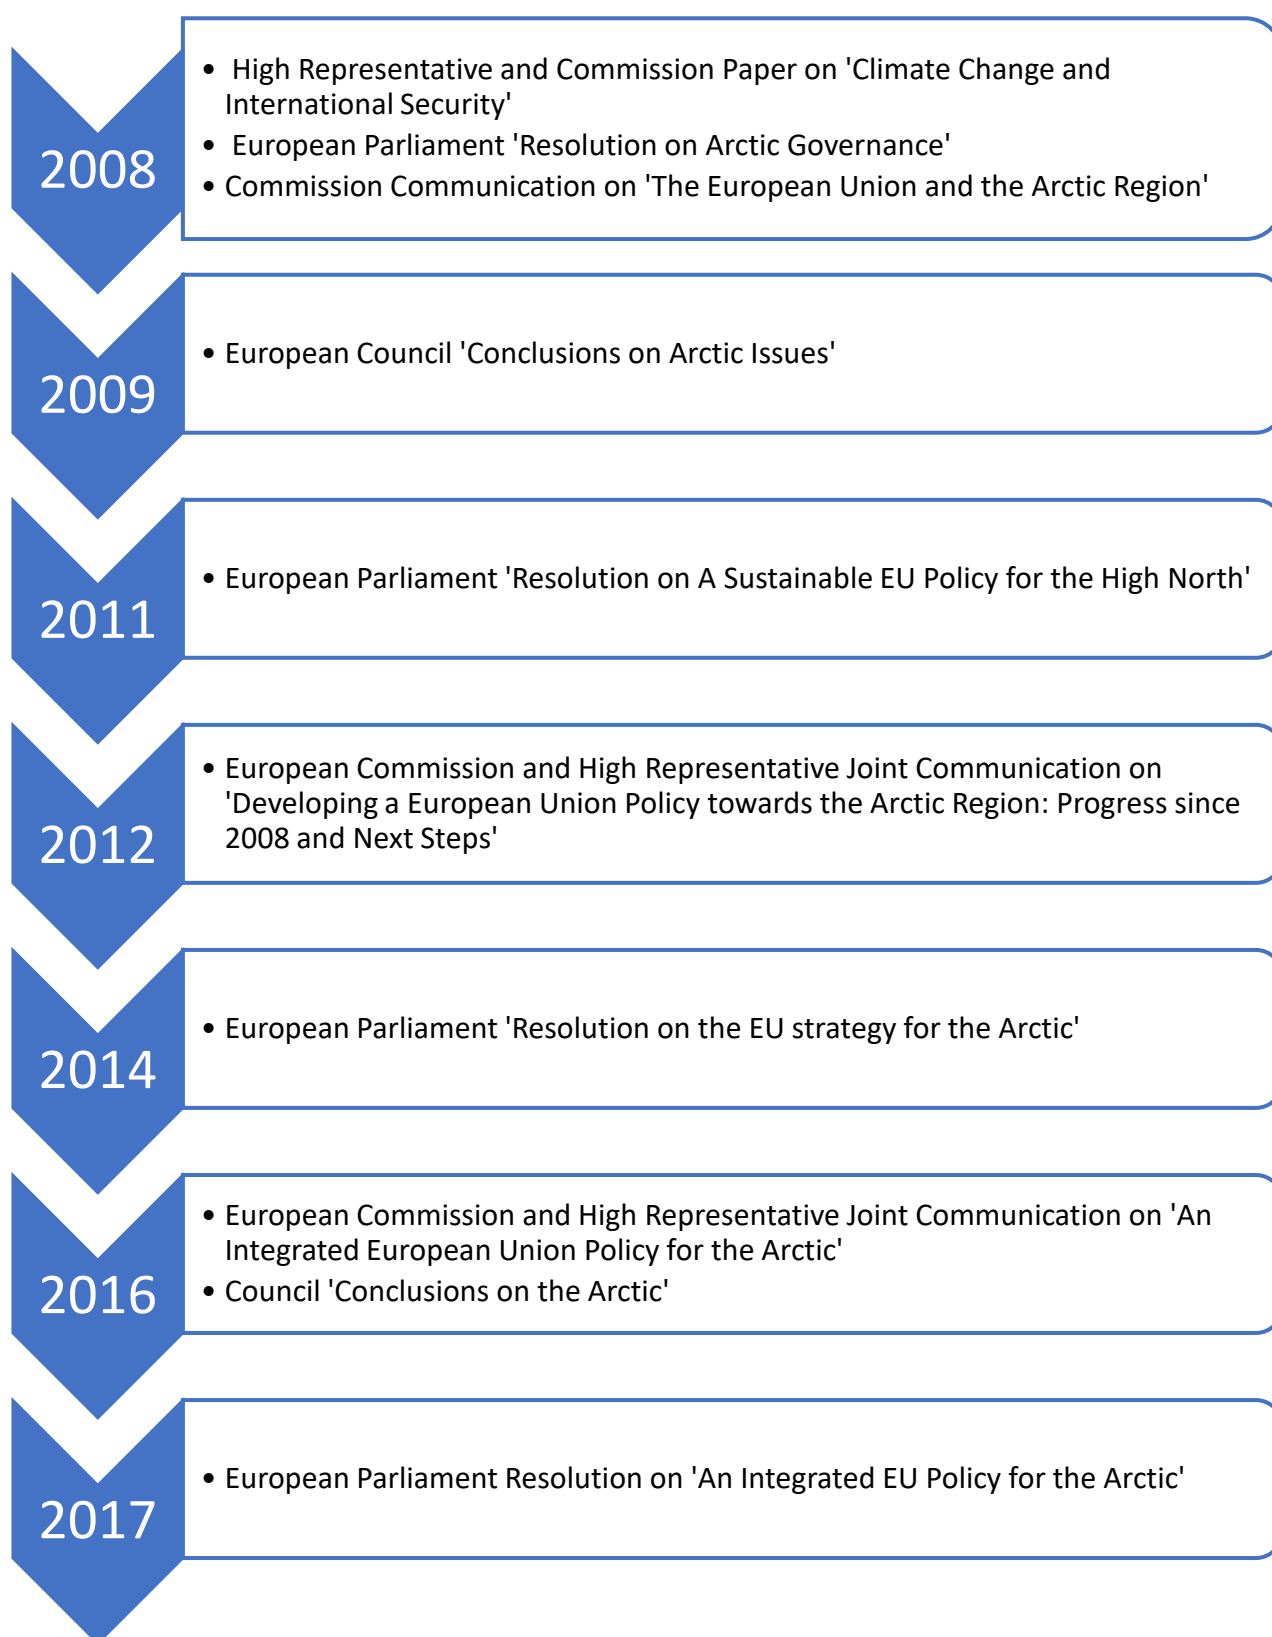 2008
• High Representative and Commission Paper on 'Climate Change and
International Security'
• European Parliament 'Resolution on Arctic Governance'
• Commission Communication on 'The European Union and the Arctic Region'
2009
• European Council 'Conclusions on Arctic Issues'
2011
• European Parliament 'Resolution on A Sustainable EU Policy for the High North'
2012
• European Commission and High Representative Joint Communication on
'Developing a European Union Policy towards the Arctic Region: Progress since
2008 and Next Steps'
2014
• European Parliament 'Resolution on the EU strategy for the Arctic'
2016
• European Commission and High Representative Joint Communication on 'An
Integrated European Union Policy for the Arctic'
• Council 'Conclusions on the Arctic'
2017
• European Parliament Resolution on 'An Integrated EU Policy for the Arctic'